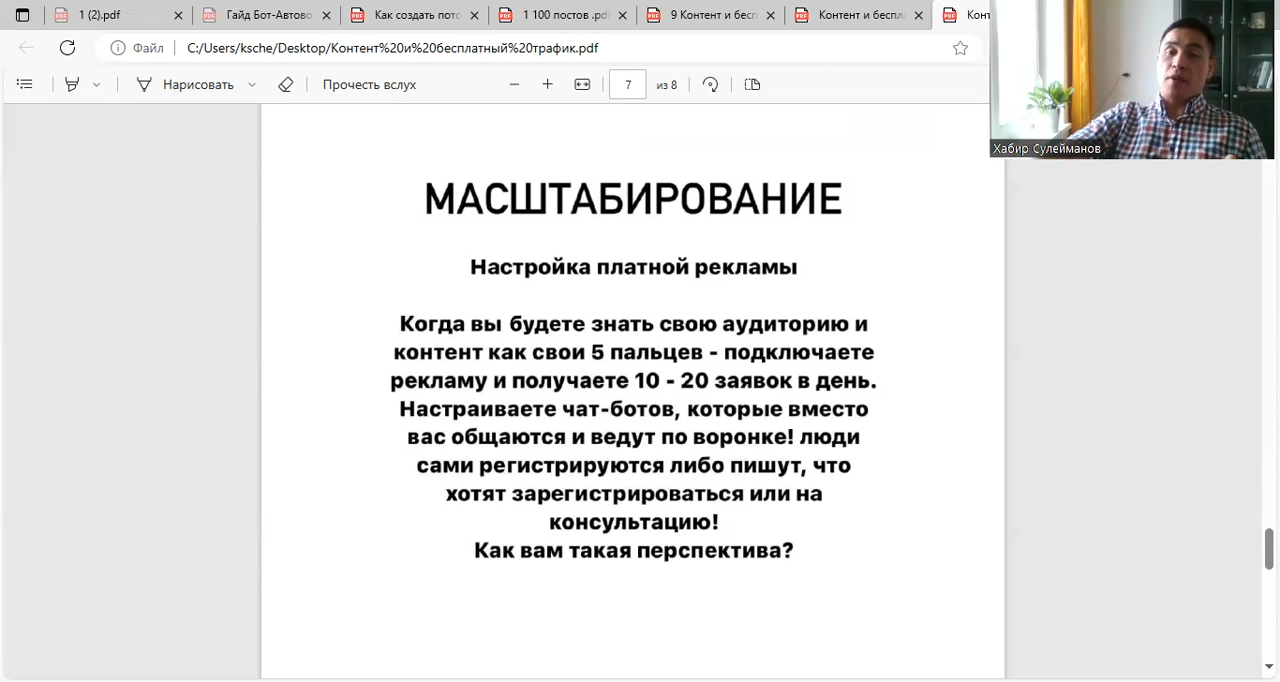 1 (2).pdf
Гайд Бот-Автово
Как создать пото
1 100 постов .pdf
9 Контент и бесп
Контент и беспла
Конт
Файл
C:/Users/ksche/Desktop/Контент%20и%20бесплатный%20трафик.pdf
Нарисовать
Прочесть вслух
7
из 8
Хабир Сулейманов
МАСШТАБИРОВАНИЕ
Настройка платной рекламы
Когда вы будете знать свою аудиторию и
контент как свои 5 пальцев - подключаете
рекламу и получаете 10 - 20 заявок в день.
Настраиваете чат-ботов, которые вместо
вас общаются и ведут по воронке! люди
сами регистрируются либо пишут, что
хотят зарегистрироваться или на
консультацию!
Как вам такая перспектива?